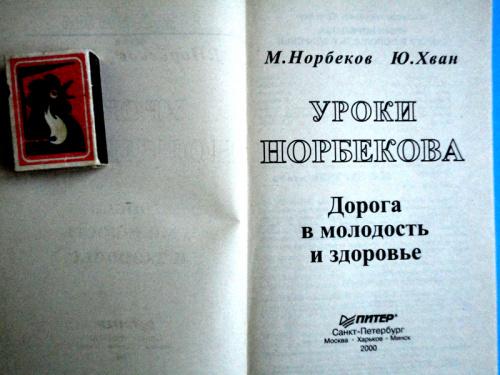 М.Норбеков Ю.Хван
УРОКИ
НОРБЕКОВА
Дорога
в молодость
и здоровье
ПИТЕР
Санкт-Петербург
Москва · Харьков · Минск
2000